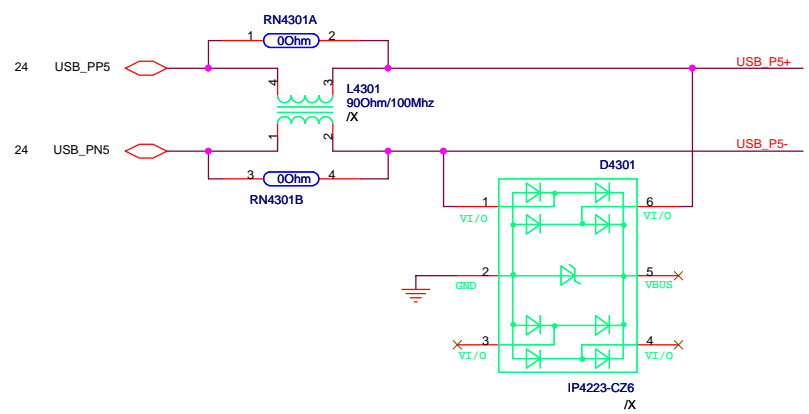 RN4301A
1 0Ohm 2
24 USB_PP5
USB_P5+
4 3
L4301
90Ohm/100Mhz
/X
1 2
24 USB_PN5
USB_P5-
3 0Ohm 4
RN4301B
D4301
1 6
VI/O VI/O
2 5
GND VBUS
3 4
VI/O VI/O
IP4223-CZ6
/X